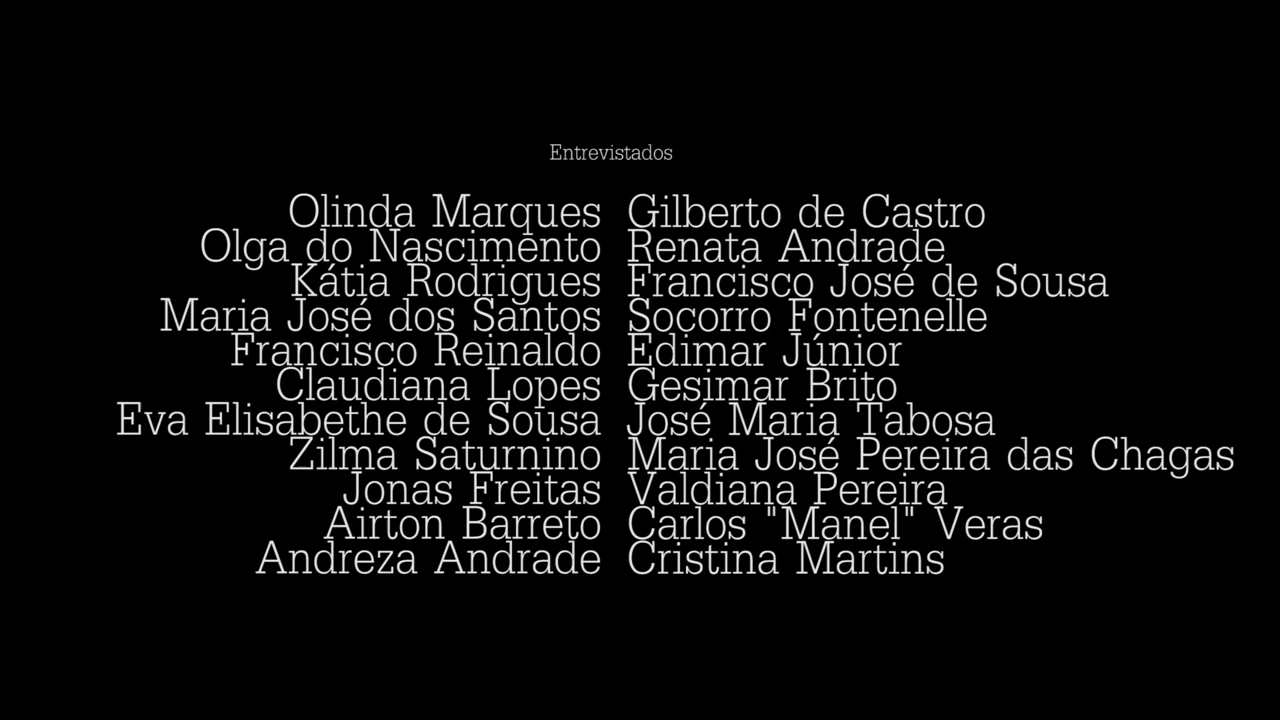 Entrevistados
Olinda Marques Gilberto de Castro
Olga do Nascimento Renata Andrade
Kátia Rodrigues Francisco José de Sousa
Maria José dos Santos Socorro Fontenelle
Francisco Reinaldo Edimar Júnior
Claudiana Lopes Gesimar Brito
Eva Elisabethe de Sousa José Maria Tabosa
Zilma Saturnino Maria José Pereira das Chagas
Jonas Freitas Valdiana Pereira
Airton Barreto Carlos "Manel" Veras
Andreza Andrade Cristina Martins